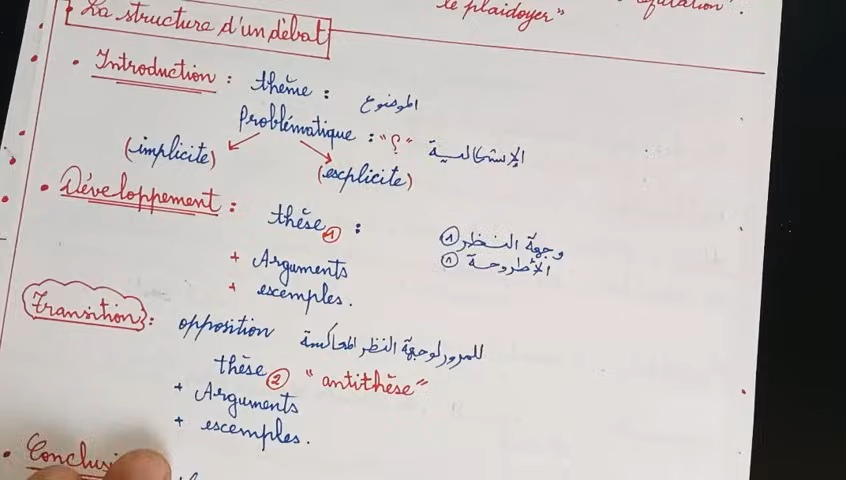 le plaidoyer"
La structure d'un débat
• Introduction : thème : الموضوع
Problématique : "?" الإشكالية
(implicite) (explicite)
• Développement : thèse 1 : وجهة النظر 1
+ Arguments الأطروحة 1
+ exemples.
Transition : opposition للمرور لوجهة النظر المعاكسة
thèse 2 "antithèse"
+ Arguments
+ exemples.